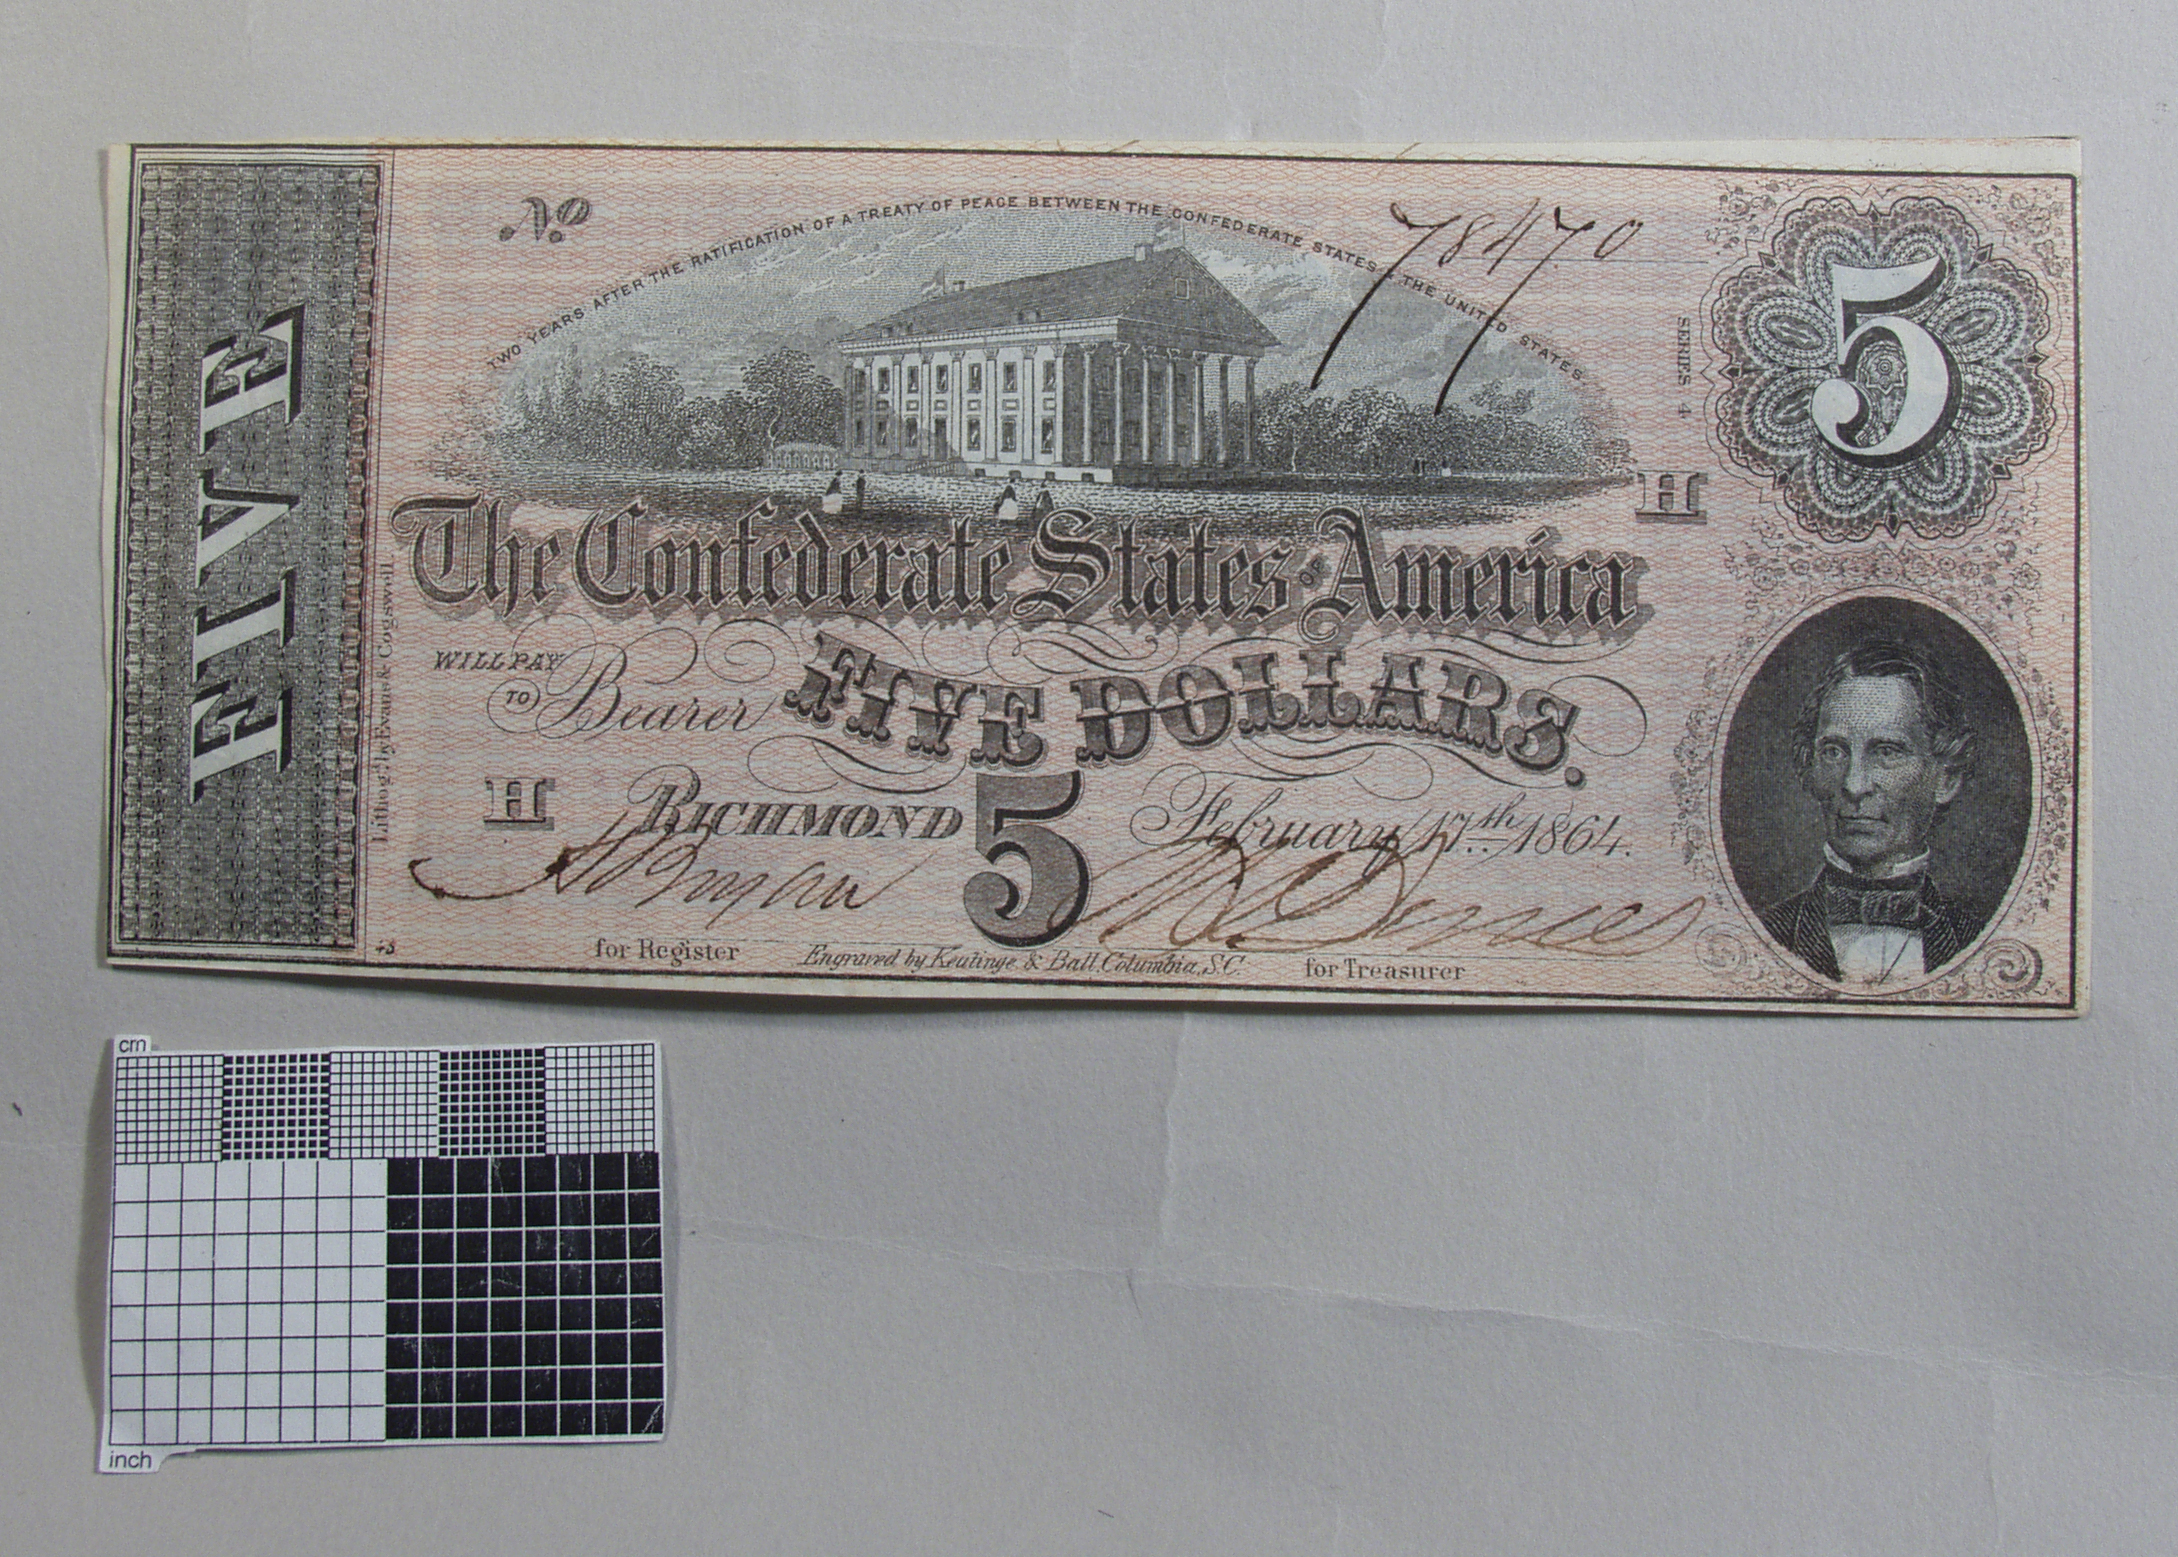 No
78470
TWO YEARS AFTER THE RATIFICATION OF A TREATY OF PEACE BETWEEN THE CONFEDERATE STATES & THE UNITED STATES
5
SERIES 4
FIVE
H
The Confederate States OF America
WILL PAY
TO Bearer FIVE DOLLARS.
H
RICHMOND 5 February 17th 1864.
Lithog'd by Evans & Cogswell
for Register
Engraved by Keatinge & Ball, Columbia, S.C.
for Treasurer
cm
inch